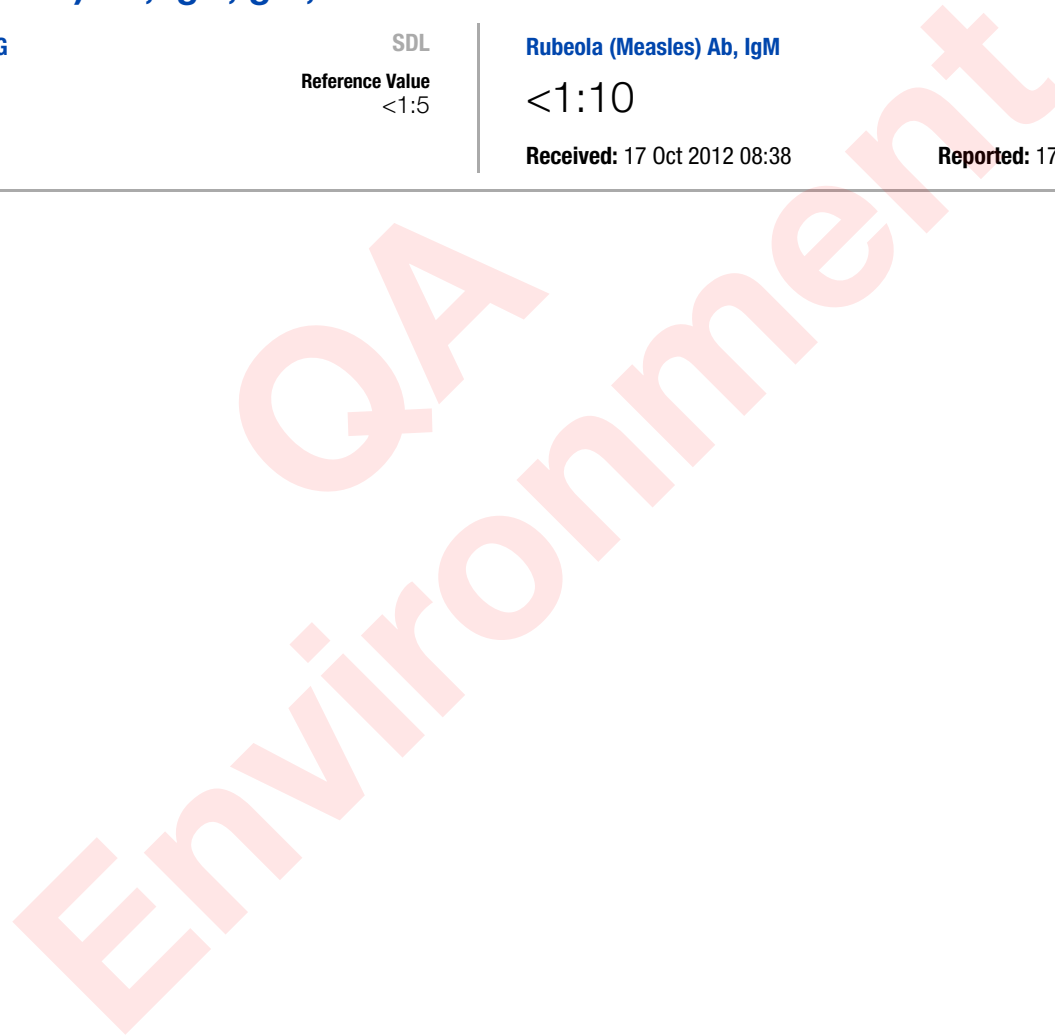 G
SDL
Reference Value
<1:5
Rubeola (Measles) Ab, IgM
<1:10
Received: 17 Oct 2012 08:38
Reported: 17
QA
Environment